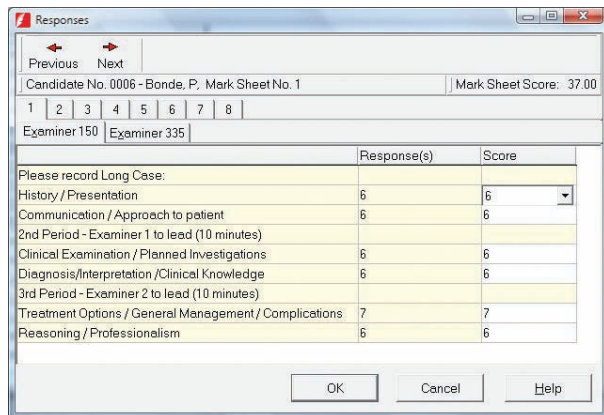 Responses
Previous Next
Candidate No. 0006 - Bonde, P, Mark Sheet No. 1 Mark Sheet Score: 37.00
1 2 3 4 5 6 7 8
Examiner 150 Examiner 335
Response(s) Score
Please record Long Case:
History / Presentation 6 6
Communication / Approach to patient 6 6
2nd Period - Examiner 1 to lead (10 minutes)
Clinical Examination / Planned Investigations 6 6
Diagnosis/Interpretation /Clinical Knowledge 6 6
3rd Period - Examiner 2 to lead (10 minutes)
Treatment Options / General Management / Complications 7 7
Reasoning / Professionalism 6 6
OK Cancel Help